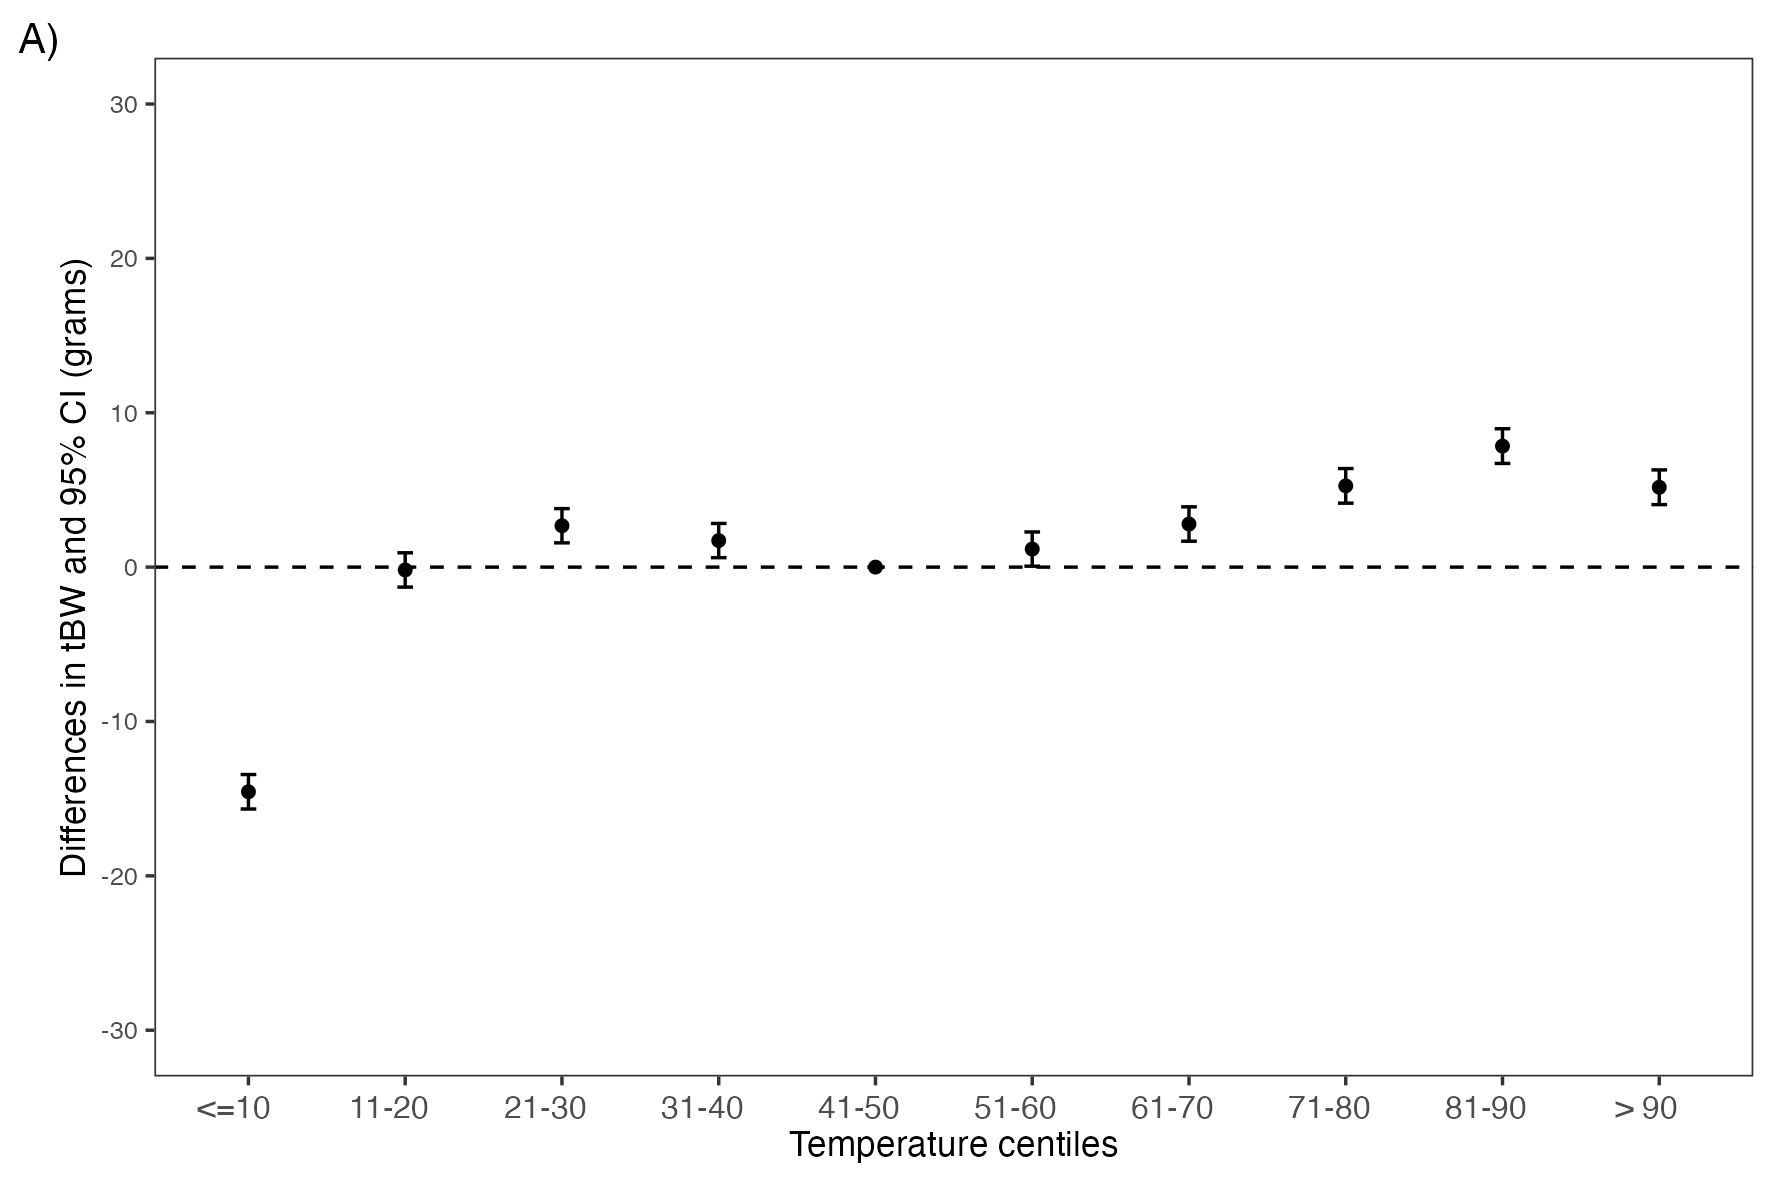 A)
Differences in tBW and 95% CI (grams)
30
20
10
0
-10
-20
-30
<=10 11-20 21-30 31-40 41-50 51-60 61-70 71-80 81-90 > 90
Temperature centiles